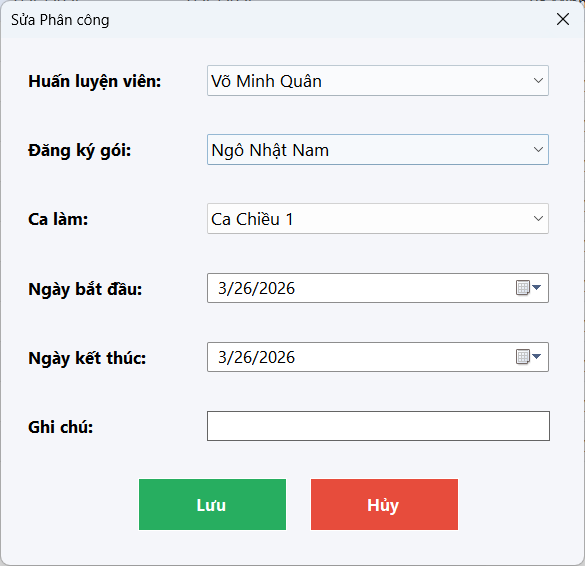 Sửa Phân công
Huấn luyện viên: Võ Minh Quân
Đăng ký gói: Ngô Nhật Nam
Ca làm: Ca Chiều 1
Ngày bắt đầu: 3/26/2026
Ngày kết thúc: 3/26/2026
Ghi chú:
Lưu Hủy